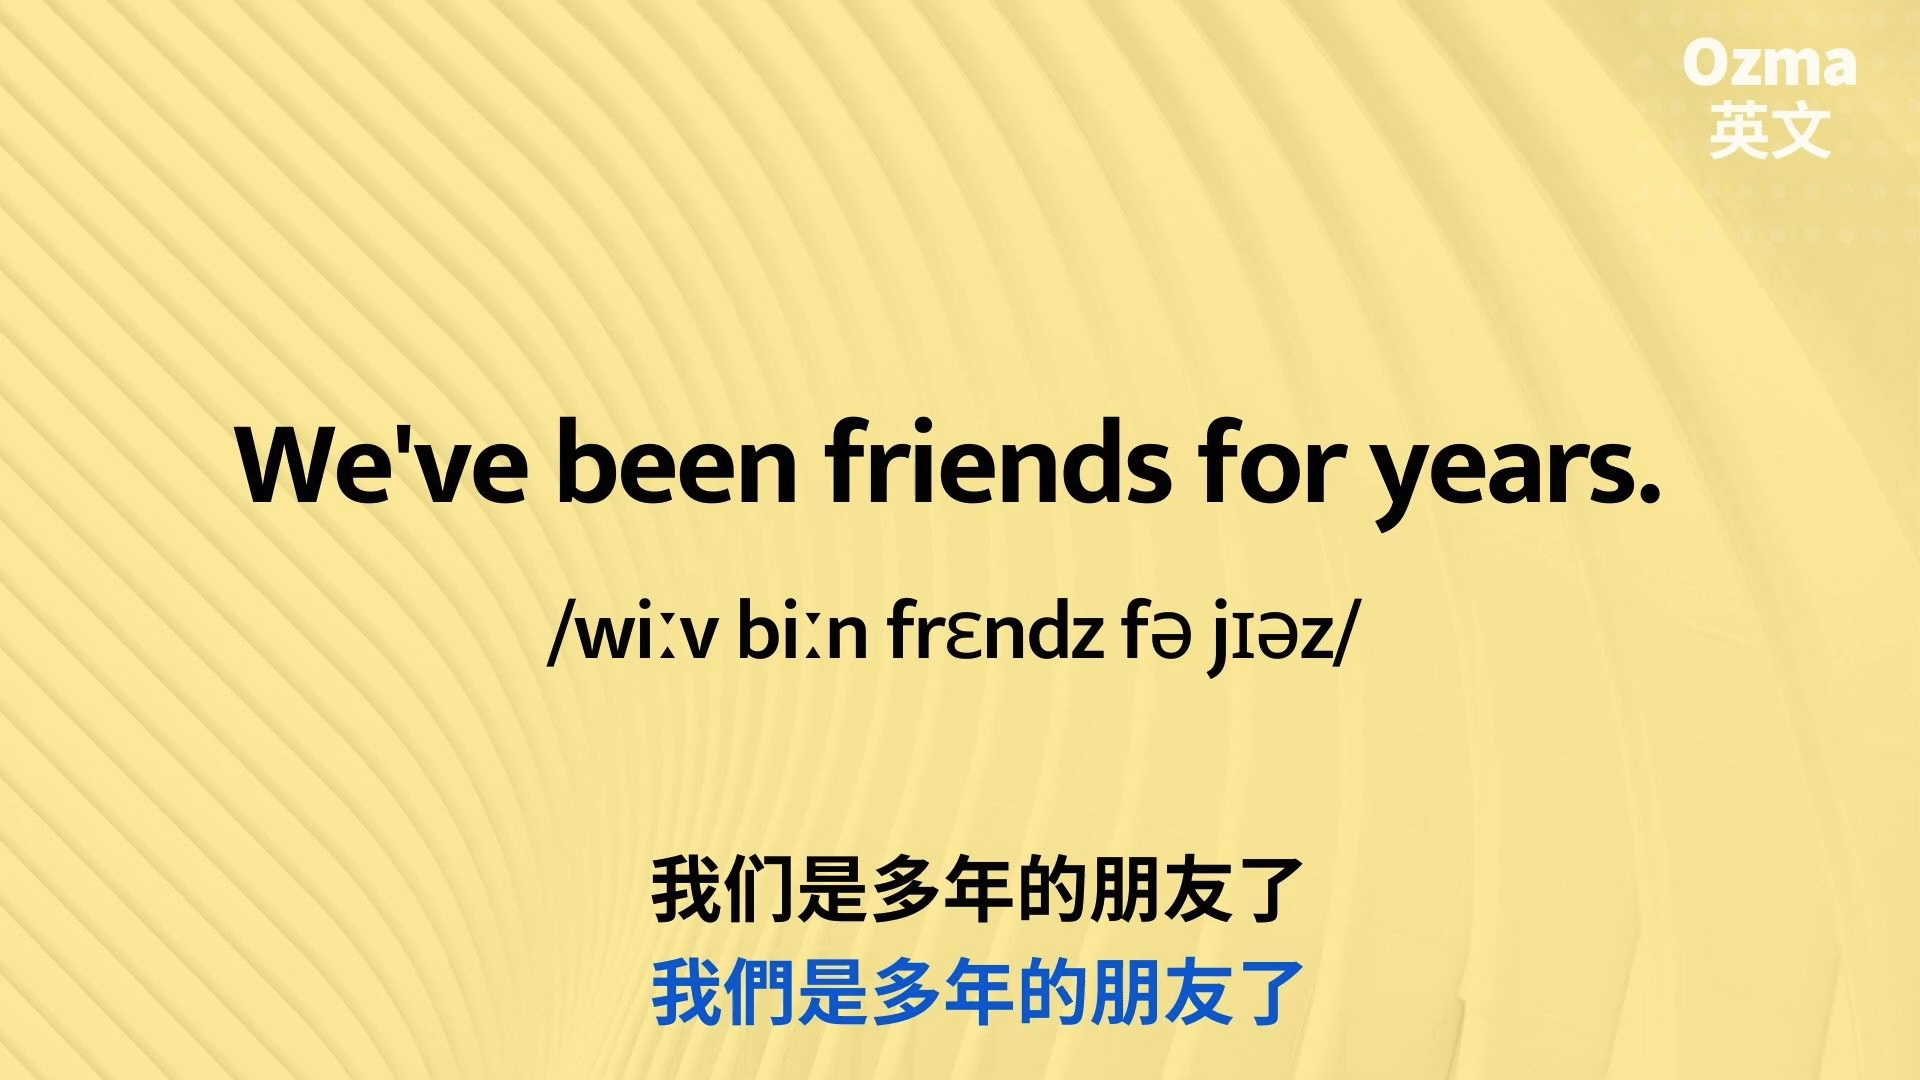 Ozma
英文
We've been friends for years.
/wiːv biːn frɛndz fə jɪəz/
我们是多年的朋友了
我們是多年的朋友了